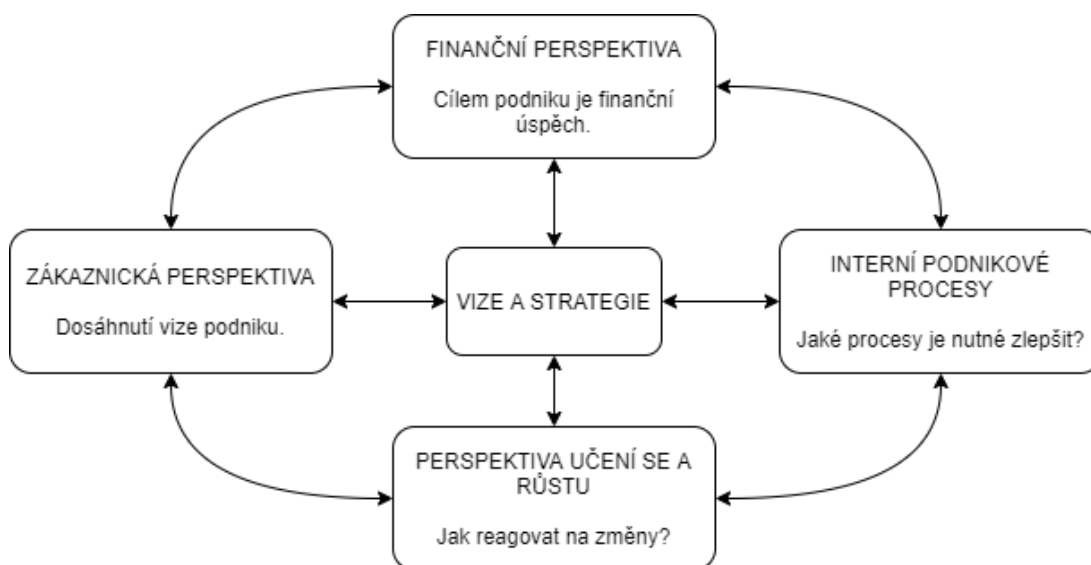 FINANČNÍ PERSPEKTIVA
Cílem podniku je finanční
úspěch.
ZÁKAZNICKÁ PERSPEKTIVA
Dosáhnutí vize podniku.
VIZE A STRATEGIE
INTERNÍ PODNIKOVÉ
PROCESY
Jaké procesy je nutné zlepšit?
PERSPEKTIVA UČENÍ SE A
RŮSTU
Jak reagovat na změny?